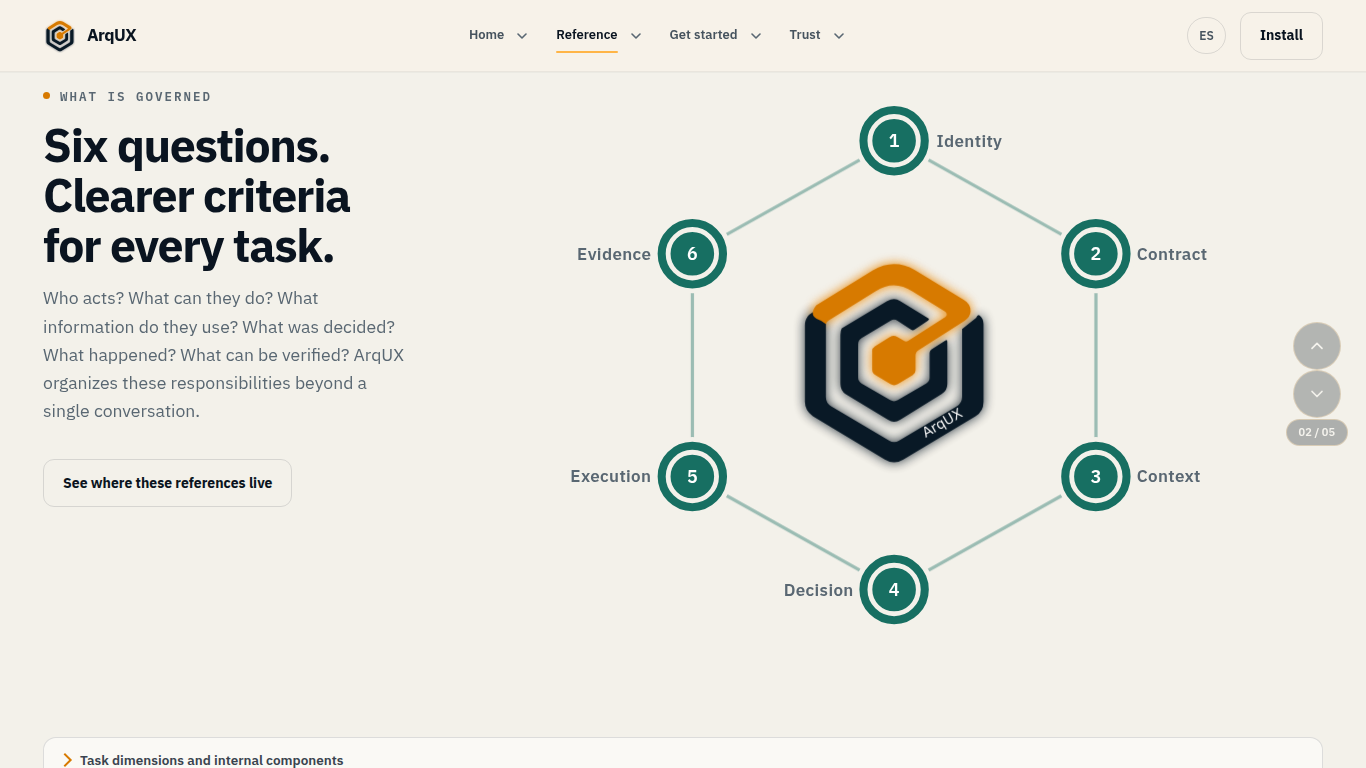 ArqUX
Home
Reference
Get started
Trust
ES
Install
WHAT IS GOVERNED
Six questions.
Clearer criteria
for every task.
Who acts? What can they do? What
information do they use? What was decided?
What happened? What can be verified? ArqUX
organizes these responsibilities beyond a
single conversation.
See where these references live
1 Identity
Evidence 6
2 Contract
ArqUX
Execution 5
3 Context
Decision 4
02 / 05
Task dimensions and internal components